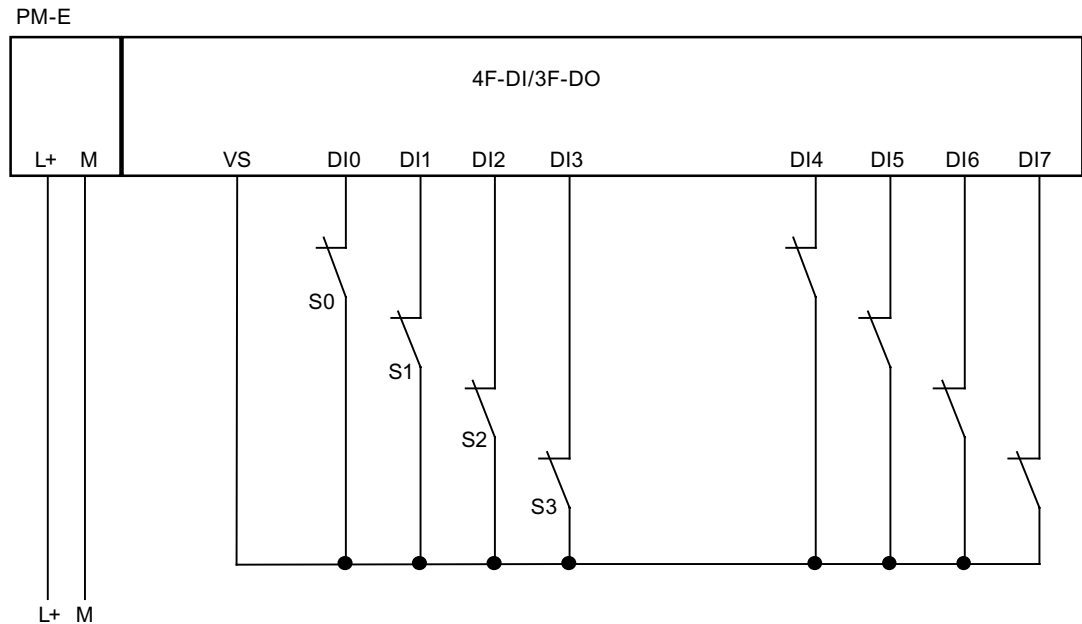 PM-E
4F-DI/3F-DO
L+ M VS DI0 DI1 DI2 DI3 DI4 DI5 DI6 DI7
S0
S1
S2
S3
L+ M